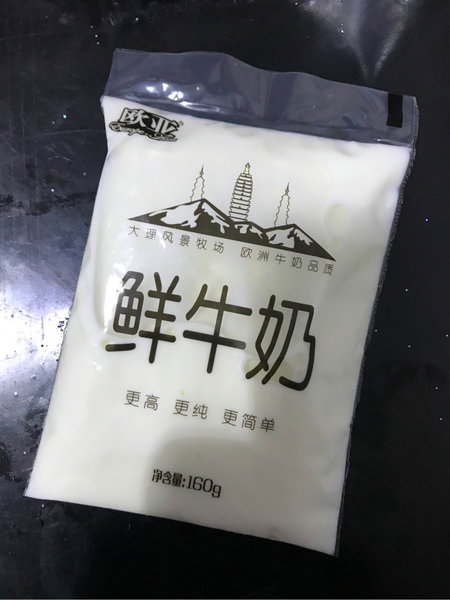 欧亚
大理风景牧场 欧洲牛奶品质
鲜牛奶
更高 更纯 更简单
净含量:160g